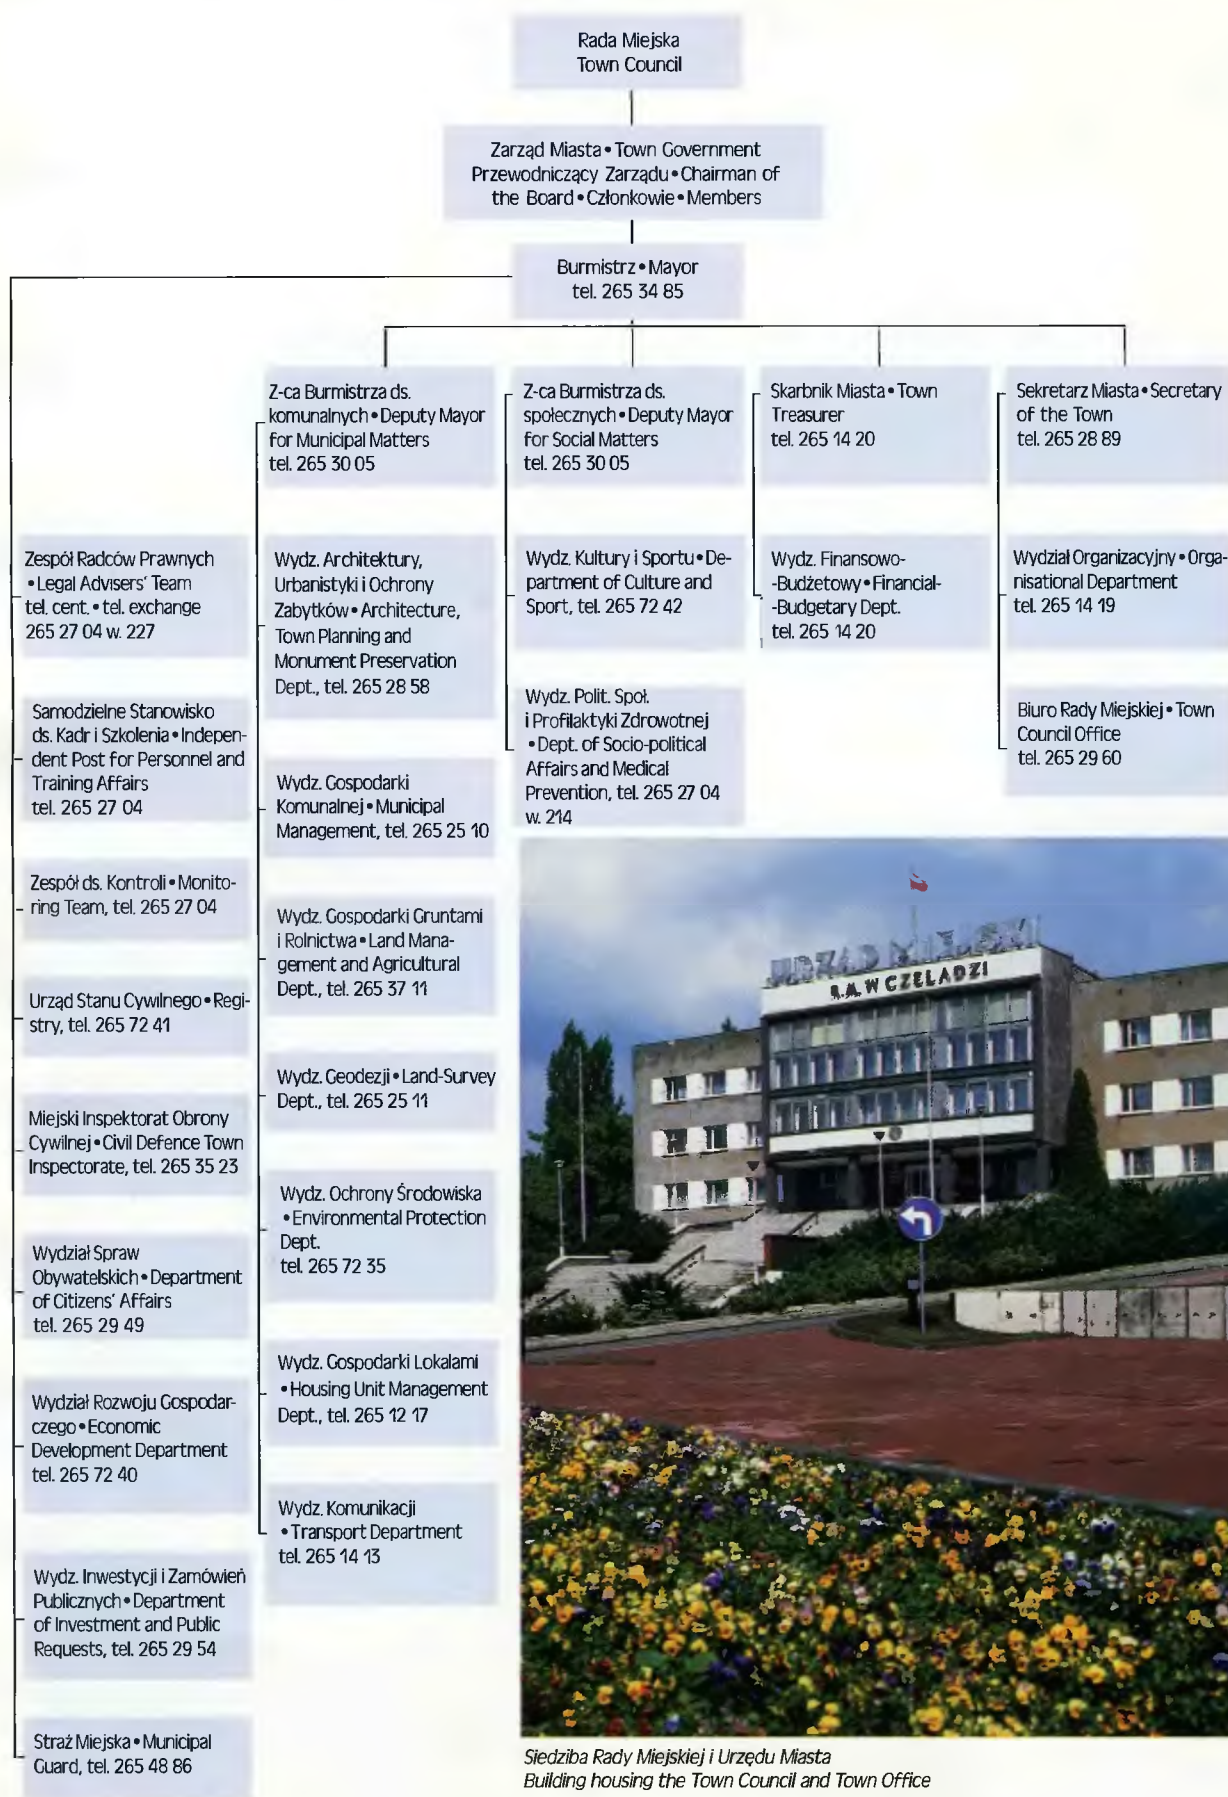 Rada Miejska
Town Council
Zarząd Miasta • Town Government
Przewodniczący Zarządu • Chairman of
the Board • Członkowie • Members
Burmistrz • Mayor
tel. 265 34 85
Z-ca Burmistrza ds.
komunalnych • Deputy Mayor
for Municipal Matters
tel. 265 30 05
Z-ca Burmistrza ds.
społecznych • Deputy Mayor
for Social Matters
tel. 265 30 05
Skarbnik Miasta • Town
Treasurer
tel. 265 14 20
Sekretarz Miasta • Secretary
of the Town
tel. 265 28 89
Zespół Radców Prawnych
• Legal Advisers' Team
tel. cent. • tel. exchange
265 27 04 w. 227
Samodzielne Stanowisko
ds. Kadr i Szkolenia • Indepen-
dent Post for Personnel and
Training Affairs
tel. 265 27 04
Zespół ds. Kontroli • Monito-
ring Team, tel. 265 27 04
Urząd Stanu Cywilnego • Regi-
stry, tel. 265 72 41
Miejski Inspektorat Obrony
Cywilnej • Civil Defence Town
Inspectorate, tel. 265 35 23
Wydział Spraw
Obywatelskich • Department
of Citizens' Affairs
tel. 265 29 49
Wydział Rozwoju Gospodar-
czego • Economic
Development Department
tel. 265 72 40
Wydz. Inwestycji i Zamówień
Publicznych • Department
of Investment and Public
Requests, tel. 265 29 54
Straż Miejska • Municipal
Guard, tel. 265 48 86
Wydz. Architektury,
Urbanistyki i Ochrony
Zabytków • Architecture,
Town Planning and
Monument Preservation
Dept., tel. 265 28 58
Wydz. Gospodarki
Komunalnej • Municipal
Management, tel. 265 25 10
Wydz. Gospodarki Gruntami
i Rolnictwa • Land Mana-
gement and Agricultural
Dept., tel. 265 37 11
Wydz. Geodezji • Land-Survey
Dept., tel. 265 25 11
Wydz. Ochrony Środowiska
• Environmental Protection
Dept.
tel. 265 72 35
Wydz. Gospodarki Lokalami
• Housing Unit Management
Dept., tel. 265 12 17
Wydz. Komunikacji
• Transport Department
tel. 265 14 13
Wydz. Kultury i Sportu • De-
partment of Culture and
Sport, tel. 265 72 42
Wydz. Polit. Społ.
i Profilaktyki Zdrowotnej
• Dept. of Socio-political
Affairs and Medical
Prevention, tel. 265 27 04
w. 214
Wydz. Finansowo-
-Budżetowy • Financial-
-Budgetary Dept.
tel. 265 14 20
Wydział Organizacyjny • Orga-
nisational Department
tel. 265 14 19
Biuro Rady Miejskiej • Town
Council Office
tel. 265 29 60
URZĄD MIEJSKI
W CZELADZI
Siedziba Rady Miejskiej i Urzędu Miasta
Building housing the Town Council and Town Office